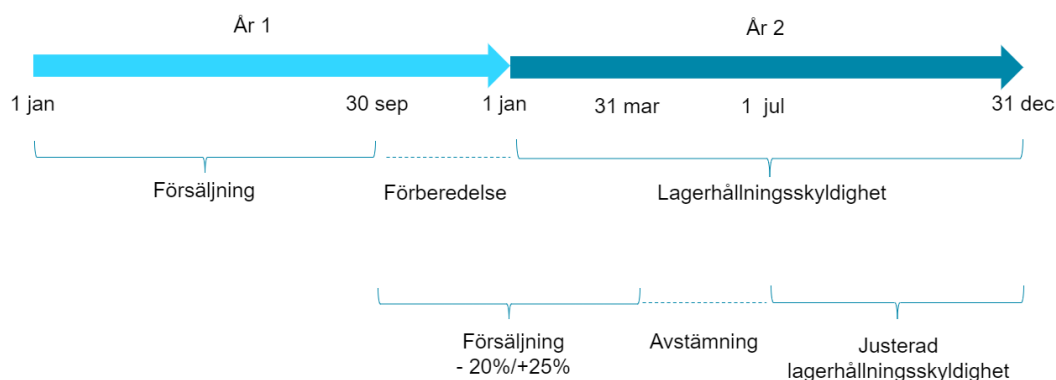 År 1
År 2
1 jan
30 sep
1 jan
31 mar
1 jul
31 dec
Försäljning
Förberedelse
Lagerhållningsskyldighet
Försäljning
- 20%/+25%
Avstämning
Justerad
lagerhållningsskyldighet